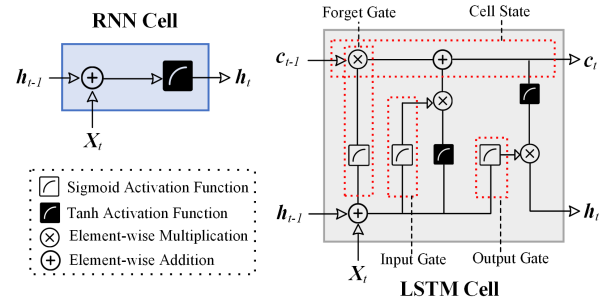 RNN Cell
h_{t-1}
h_t
X_t
Sigmoid Activation Function
Tanh Activation Function
Element-wise Multiplication
Element-wise Addition
Forget Gate
Cell State
c_{t-1}
c_t
h_{t-1}
h_t
X_t
Input Gate
Output Gate
LSTM Cell